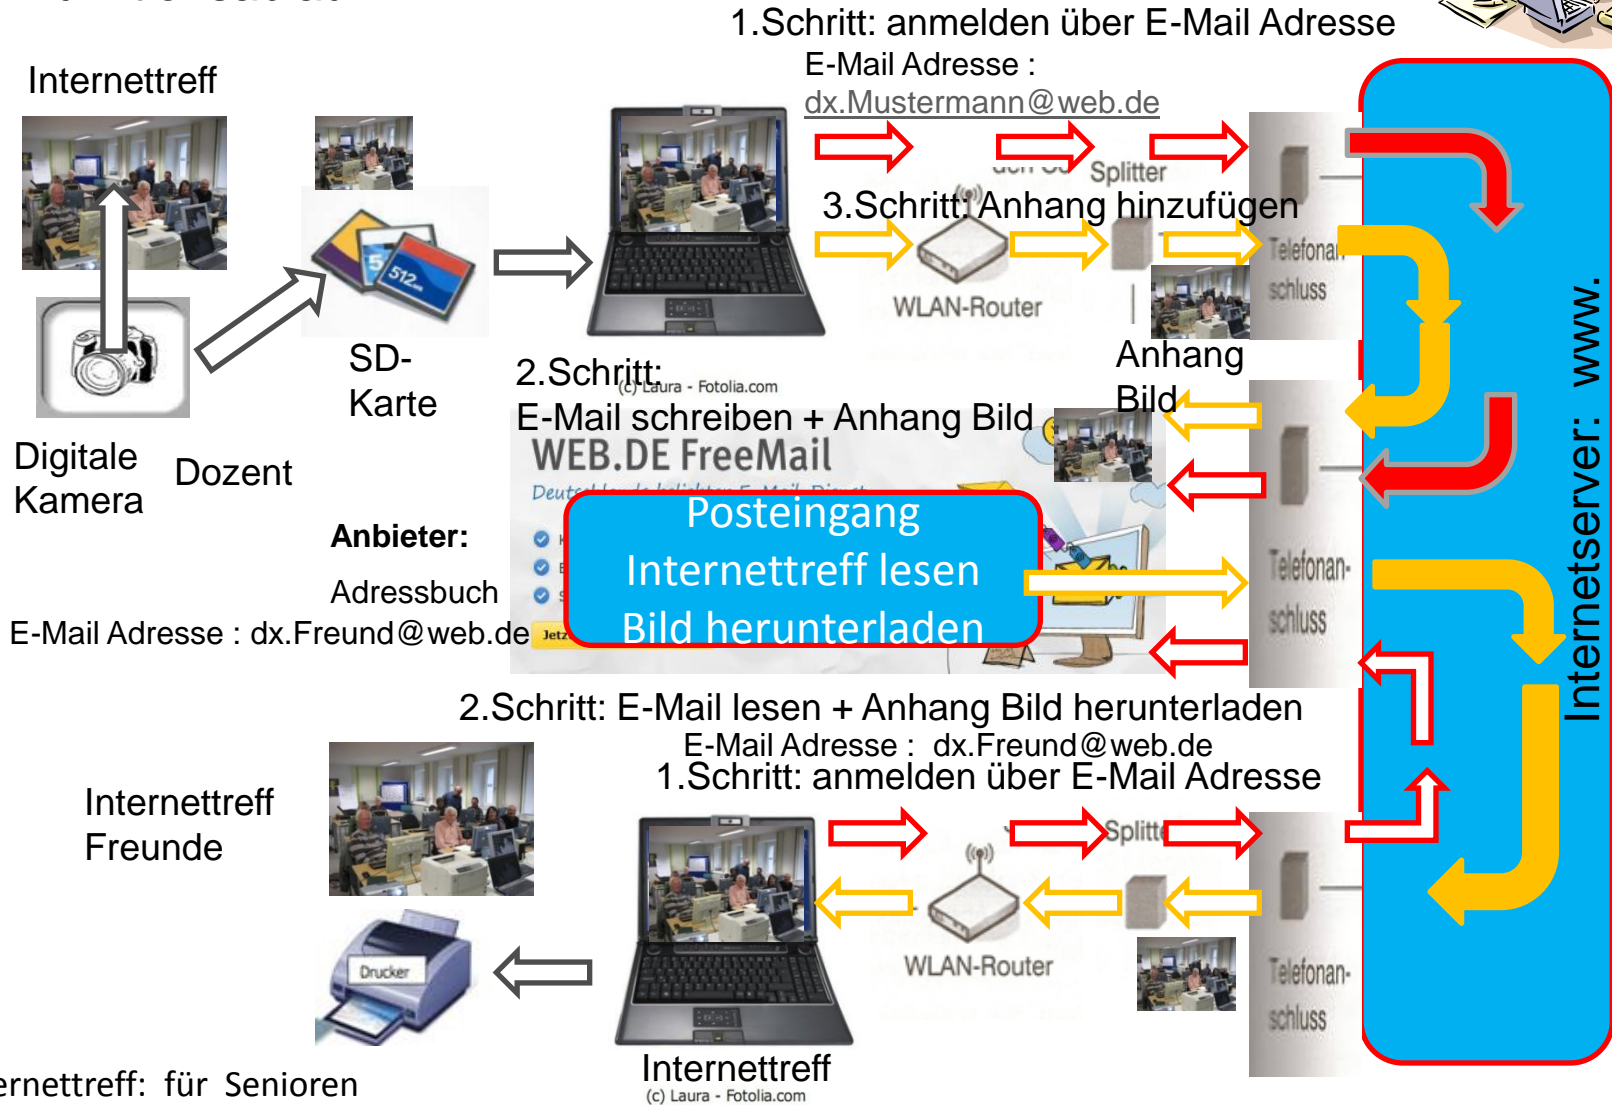 1.Schritt: anmelden über E-Mail Adresse
E-Mail Adresse :
dx.Mustermann@web.de
Internettreff
Splitter
3.Schritt: Anhang hinzufügen
Telefonan-
schluss
WLAN-Router
512
SD-
Karte
2.Schritt:
(c) Laura - Fotolia.com
E-Mail schreiben + Anhang Bild
Anhang
Bild
WEB.DE FreeMail
Digitale
Kamera
Dozent
Posteingang
Internettreff lesen
Bild herunterladen
Anbieter:
Adressbuch
E-Mail Adresse : dx.Freund@web.de
Telefonan-
schluss
Internetserver: www.
2.Schritt: E-Mail lesen + Anhang Bild herunterladen
E-Mail Adresse : dx.Freund@web.de
1.Schritt: anmelden über E-Mail Adresse
Internettreff
Freunde
Splitte
WLAN-Router
Drucker
Telefonan-
schluss
Internettreff
(c) Laura - Fotolia.com
ernettreff: für Senioren